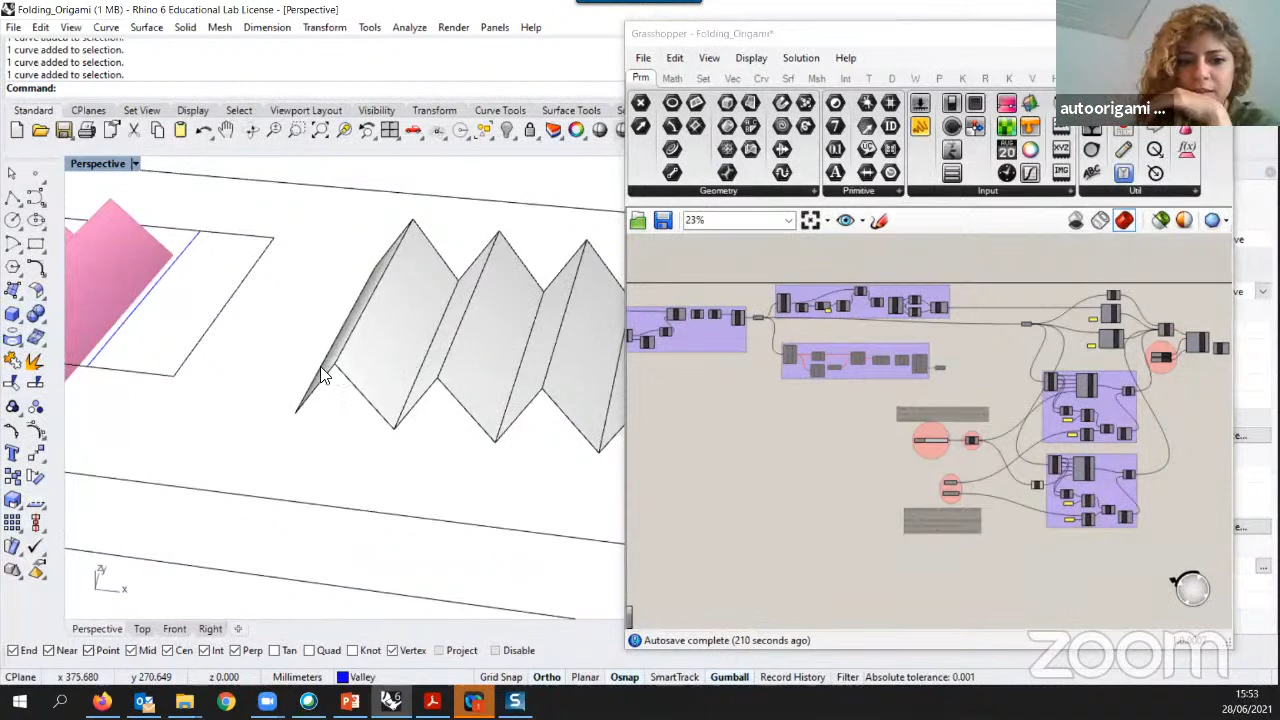 Folding_Origami (1 MB) - Rhino 6 Educational Lab License - [Perspective]
File Edit View Curve Surface Solid Mesh Dimension Transform Tools Analyze Render Panels Help
1 curve added to selection.
1 curve added to selection.
1 curve added to selection.
Command:
Standard CPlanes Set View Display Select Viewport Layout Visibility Transform Curve Tools Surface Tools
Perspective
Grasshopper - Folding_Origami*
File Edit View Display Solution Help
Prm Math Set Vec Crv Srf Msh Int T D W P K R K V
Geometry Primitive Input Util
23%
autoorigami ...
Autosave complete (210 seconds ago)
zoom
Perspective Top Front Right
End Near Point Mid Cen Int Perp Tan Quad Knot Vertex Project Disable
CPlane x 375.680 y 270.649 z 0.000 Millimeters Valley Grid Snap Ortho Planar Osnap SmartTrack Gumball Record History Filter Absolute tolerance: 0.001
15:53
28/06/2021